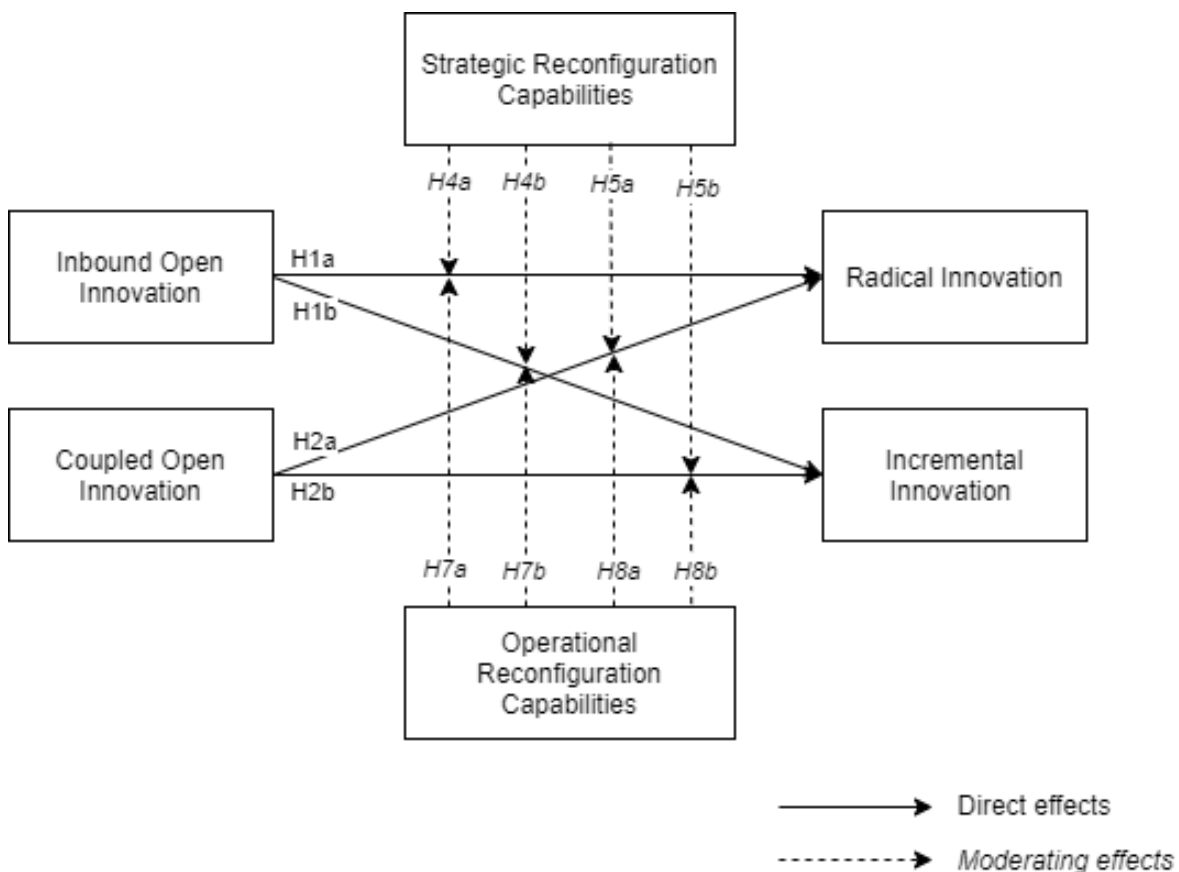 Strategic Reconfiguration
Capabilities
H4a
H4b
H5a
H5b
Inbound Open
Innovation
H1a
H1b
Radical Innovation
Coupled Open
Innovation
H2a
H2b
Incremental
Innovation
H7a
H7b
H8a
H8b
Operational
Reconfiguration
Capabilities
Direct effects
Moderating effects